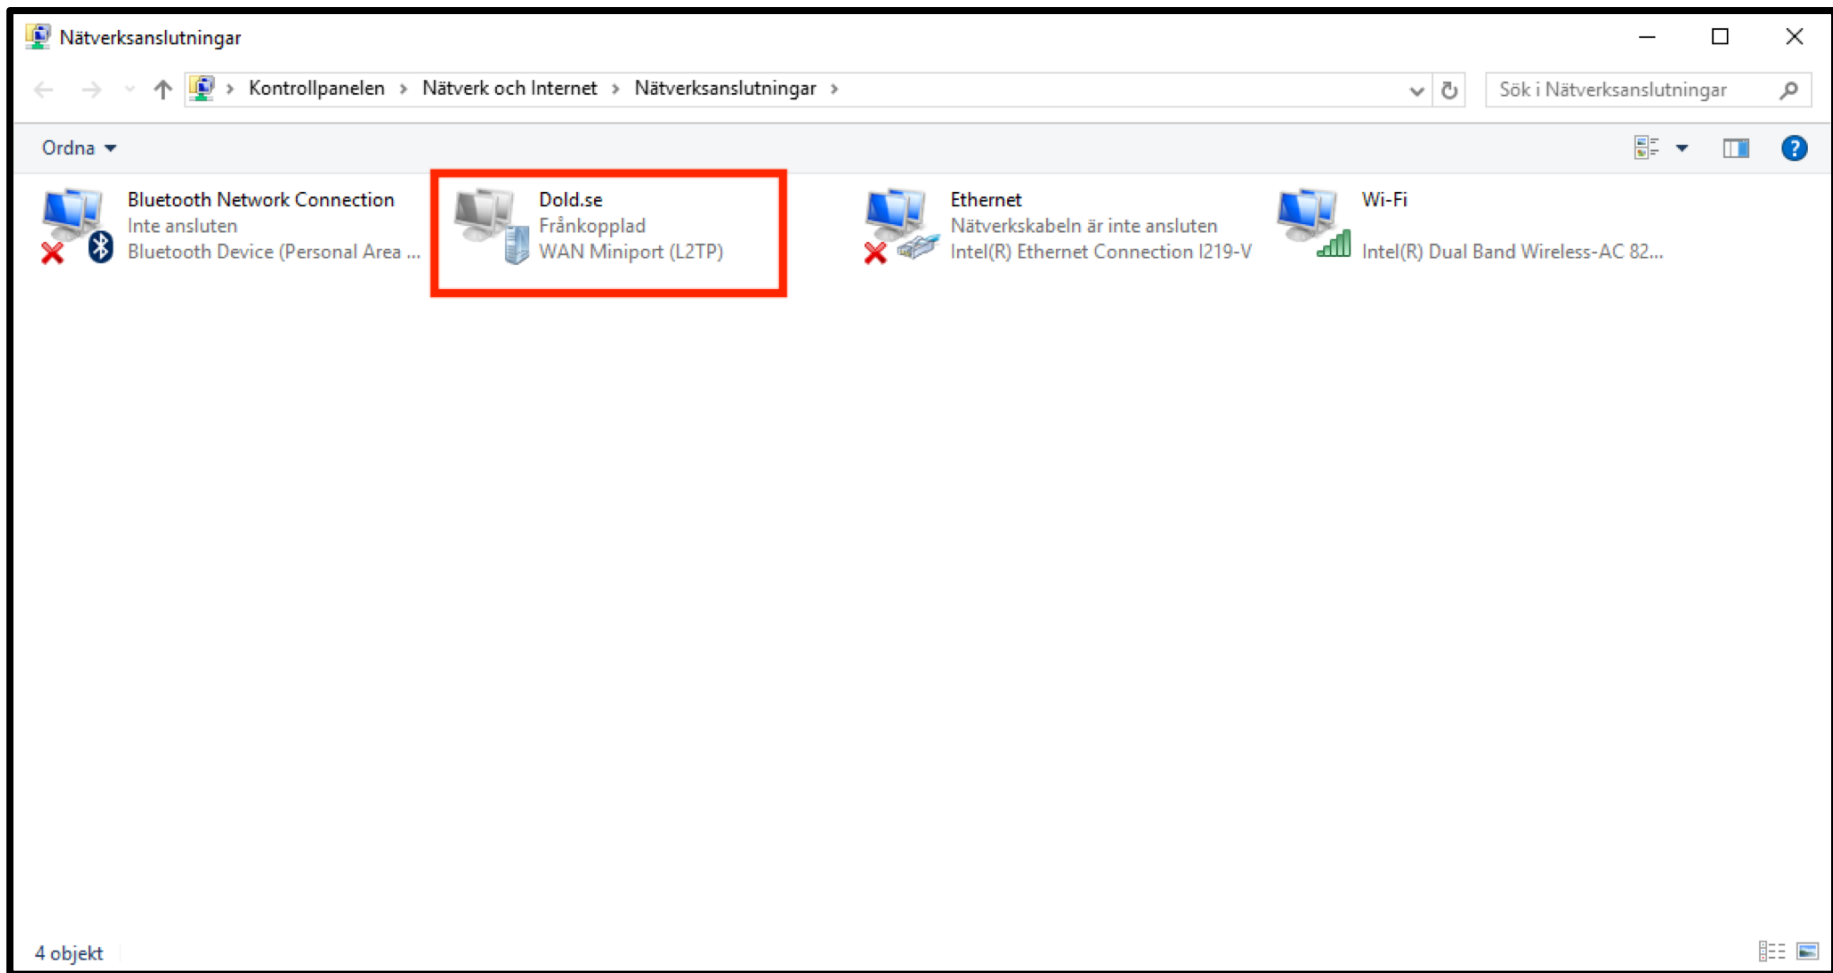 Nätverksanslutningar
Kontrollpanelen > Nätverk och Internet > Nätverksanslutningar >
Sök i Nätverksanslutningar
Ordna
Bluetooth Network Connection
Inte ansluten
Bluetooth Device (Personal Area ...
Dold.se
Frånkopplad
WAN Miniport (L2TP)
Ethernet
Nätverkskabeln är inte ansluten
Intel(R) Ethernet Connection I219-V
Wi-Fi
Intel(R) Dual Band Wireless-AC 82...
4 objekt